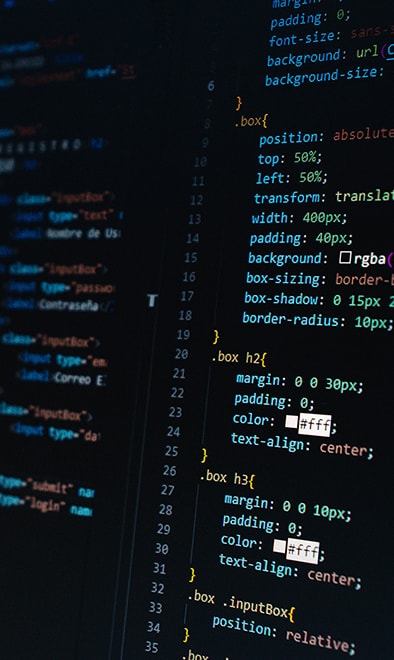 margin:
padding: 0;
font-size: sans-s
background: url(
background-size:
6
7 }
8 .box{
9 position: absolute
10 top: 50%;
11 left: 50%;
12 transform: translat
13 width: 400px;
14 padding: 40px;
15 background: rgba(
16 box-sizing: border-b
17 box-shadow: 0 15px 2
18 border-radius: 10px;
19 }
20 .box h2{
21 margin: 0 0 30px;
22 padding: 0;
23 color: #fff;
24 text-align: center;
25 }
26 .box h3{
27 margin: 0 0 10px;
28 padding: 0;
29 color: #fff;
30 text-align: center;
31 }
32 .box .inputBox{
33 position: relative;
34 }
35 .box .
href="
REGISTRO
class="inputBox">
<input type="text"
<label>Nombre de Us
class="inputBox">
<input type="passwo
<label>Contraseña</
class="inputBox">
<input type="em
<label>Correo E
class="inputBox">
<input type="da
type="submit" na
type="login" name